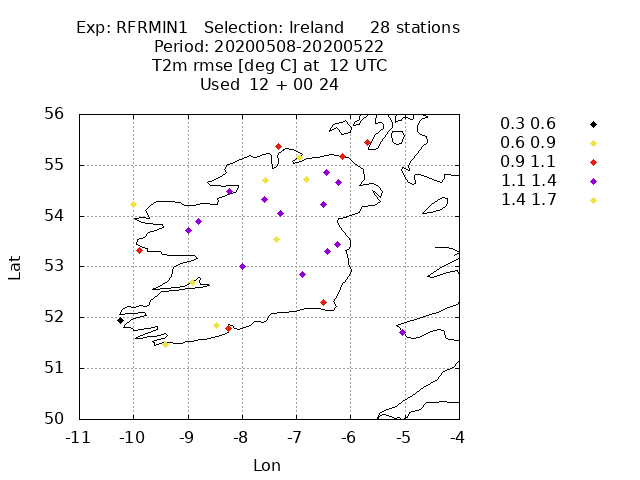 Exp: RFRMIN1 Selection: Ireland 28 stations
Period: 20200508-20200522
T2m rmse [deg C] at 12 UTC
Used 12 + 00 24
56
55
54
53
52
51
50
-11 -10 -9 -8 -7 -6 -5 -4
Lat
Lon
0.3 0.6
0.6 0.9
0.9 1.1
1.1 1.4
1.4 1.7